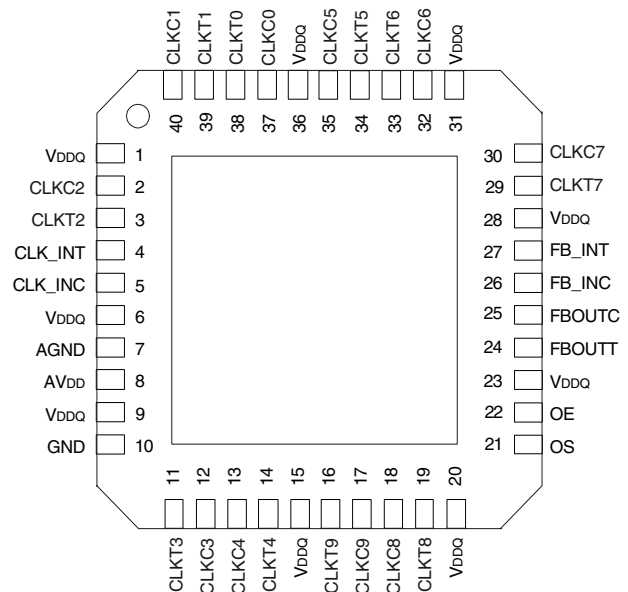 CLKC1 CLKT1 CLKT0 CLKC0 VDDQ CLKC5 CLKT5 CLKT6 CLKC6 VDDQ
40 39 38 37 36 35 34 33 32 31
VDDQ 1
CLKC2 2
CLKT2 3
CLK_INT 4
CLK_INC 5
VDDQ 6
AGND 7
AVDD 8
VDDQ 9
GND 10
30 CLKC7
29 CLKT7
28 VDDQ
27 FB_INT
26 FB_INC
25 FBOUTC
24 FBOUTT
23 VDDQ
22 OE
21 OS
11 12 13 14 15 16 17 18 19 20
CLKT3 CLKC3 CLKC4 CLKT4 VDDQ CLKT9 CLKC9 CLKC8 CLKT8 VDDQ